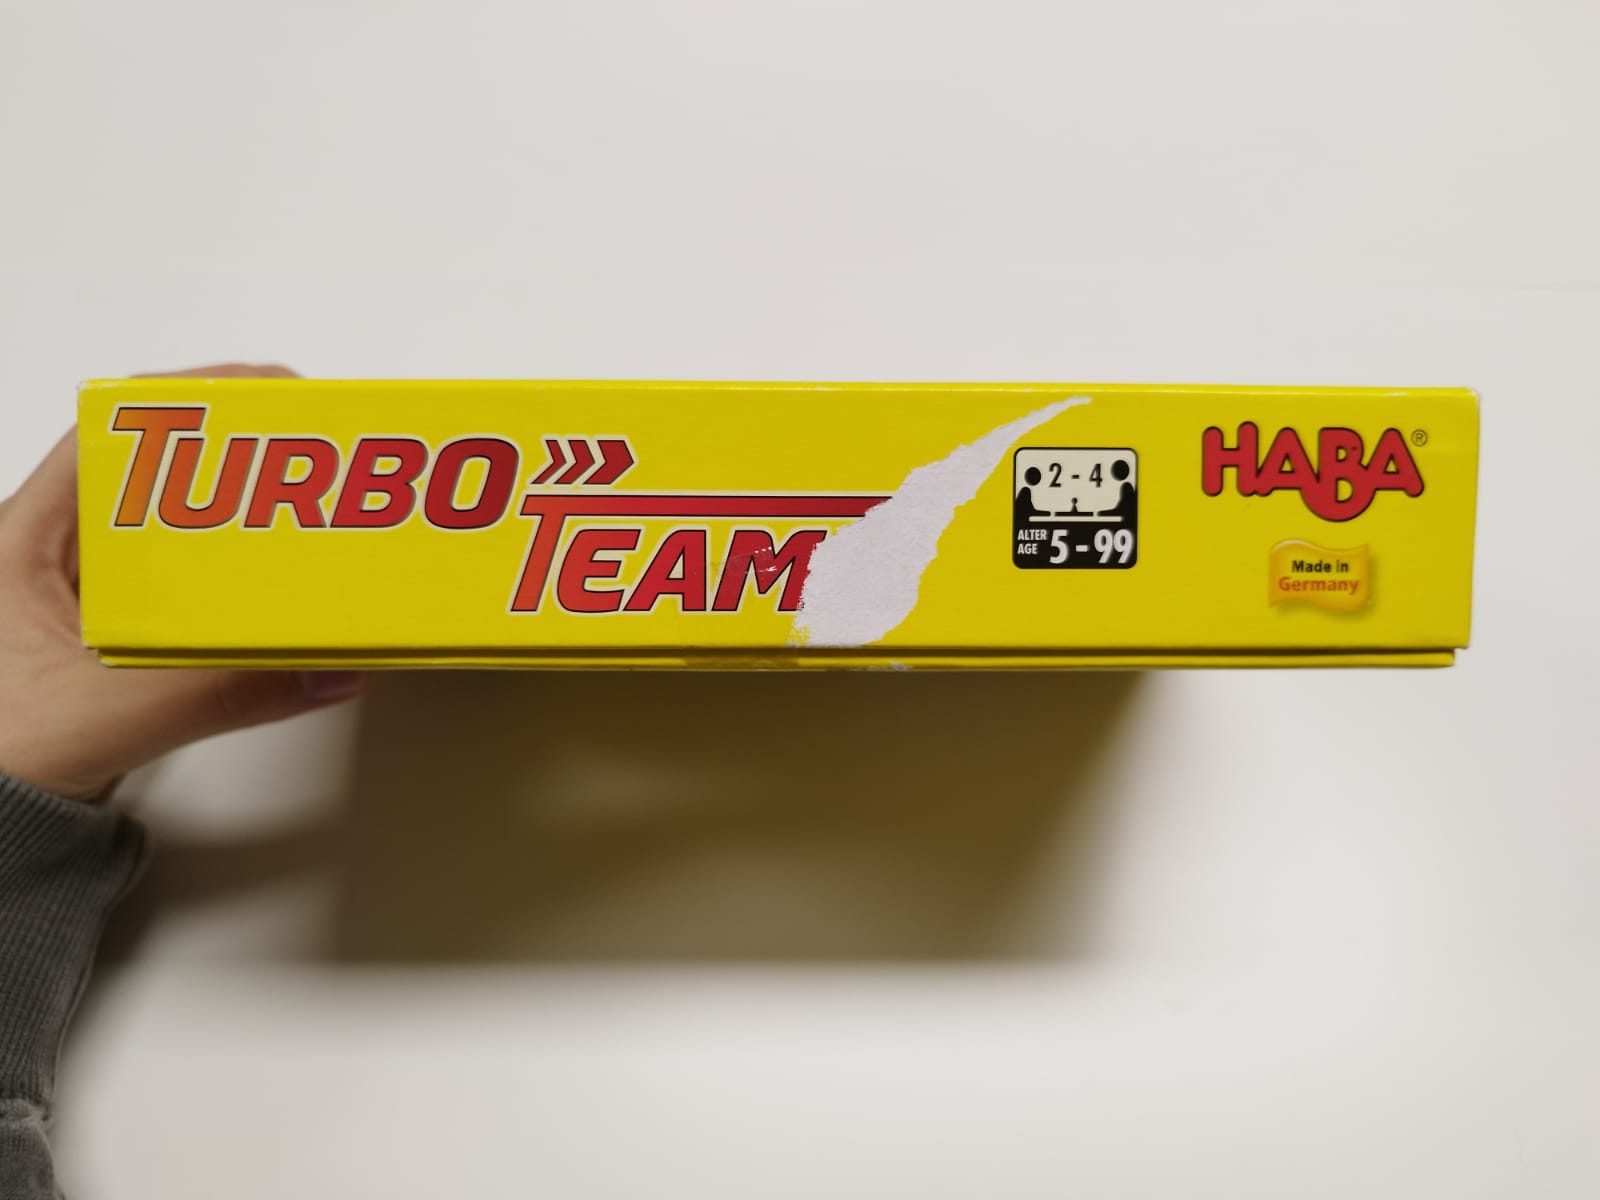 TURBO
TEAM
2 - 4
ALTER
AGE 5 - 99
HABA®
Made in
Germany